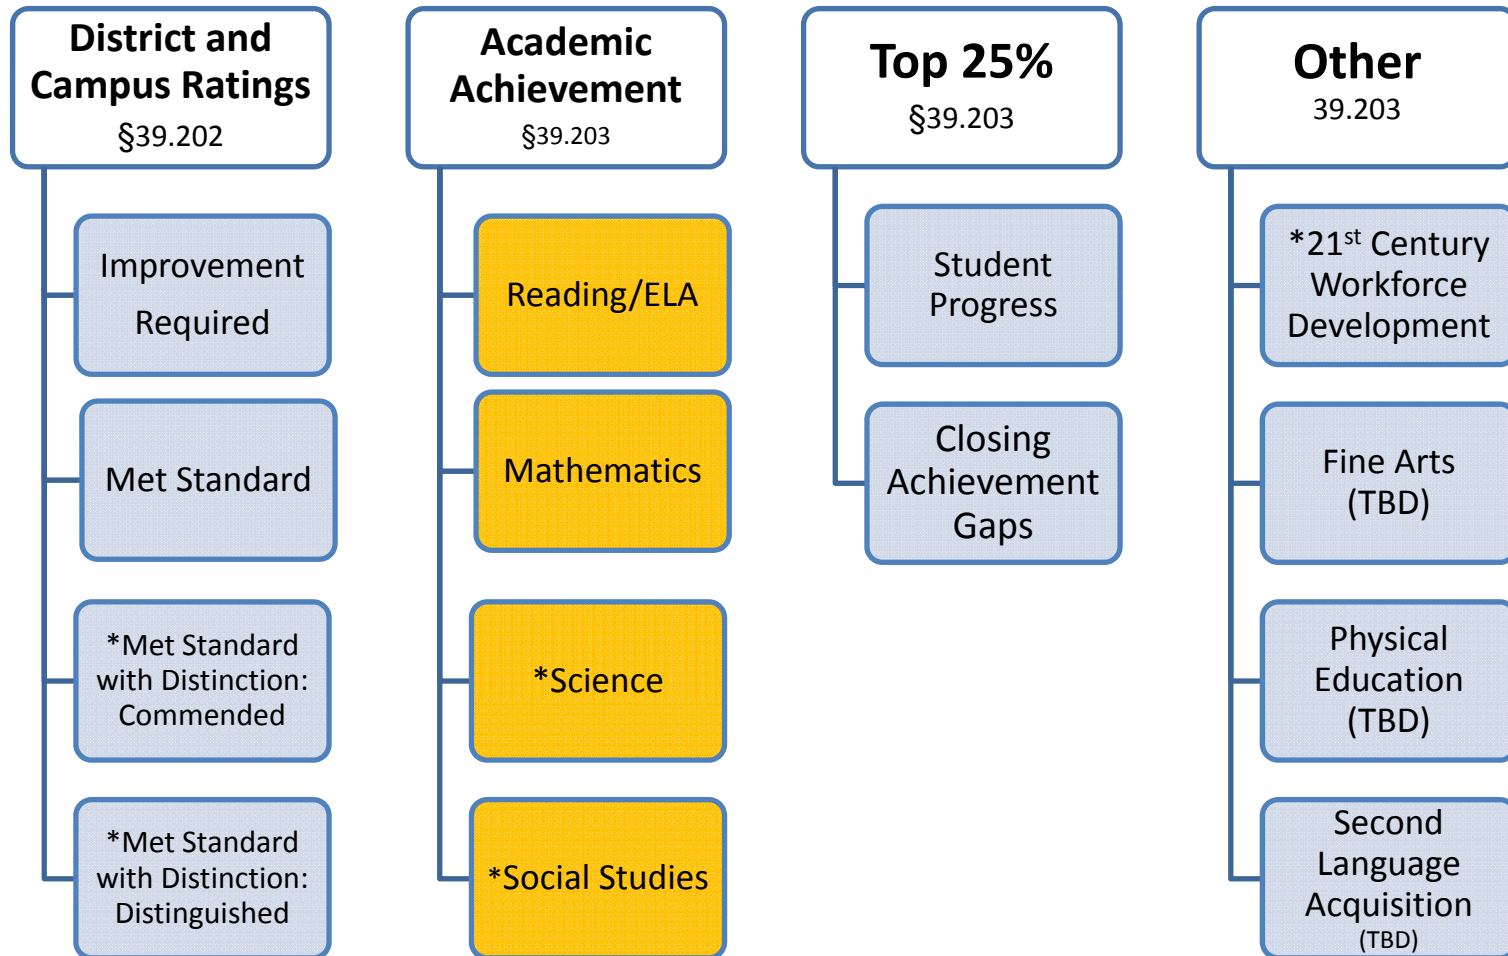 District and
Campus Ratings
§39.202
Improvement
Required
Met Standard
*Met Standard
with Distinction:
Commended
*Met Standard
with Distinction:
Distinguished
Academic
Achievement
§39.203
Reading/ELA
Mathematics
*Science
*Social Studies
Top 25%
§39.203
Student
Progress
Closing
Achievement
Gaps
Other
39.203
*21st Century
Workforce
Development
Fine Arts
(TBD)
Physical
Education
(TBD)
Second
Language
Acquisition
(TBD)